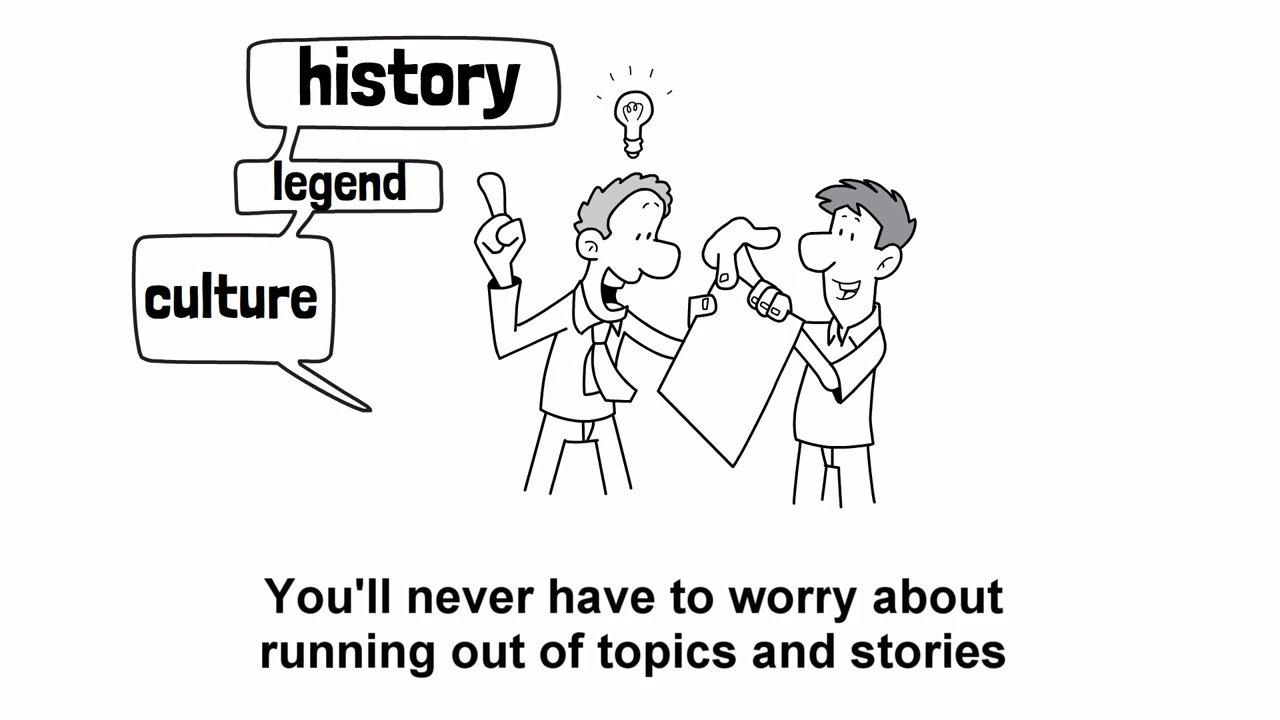 history
legend
culture
You'll never have to worry about
running out of topics and stories